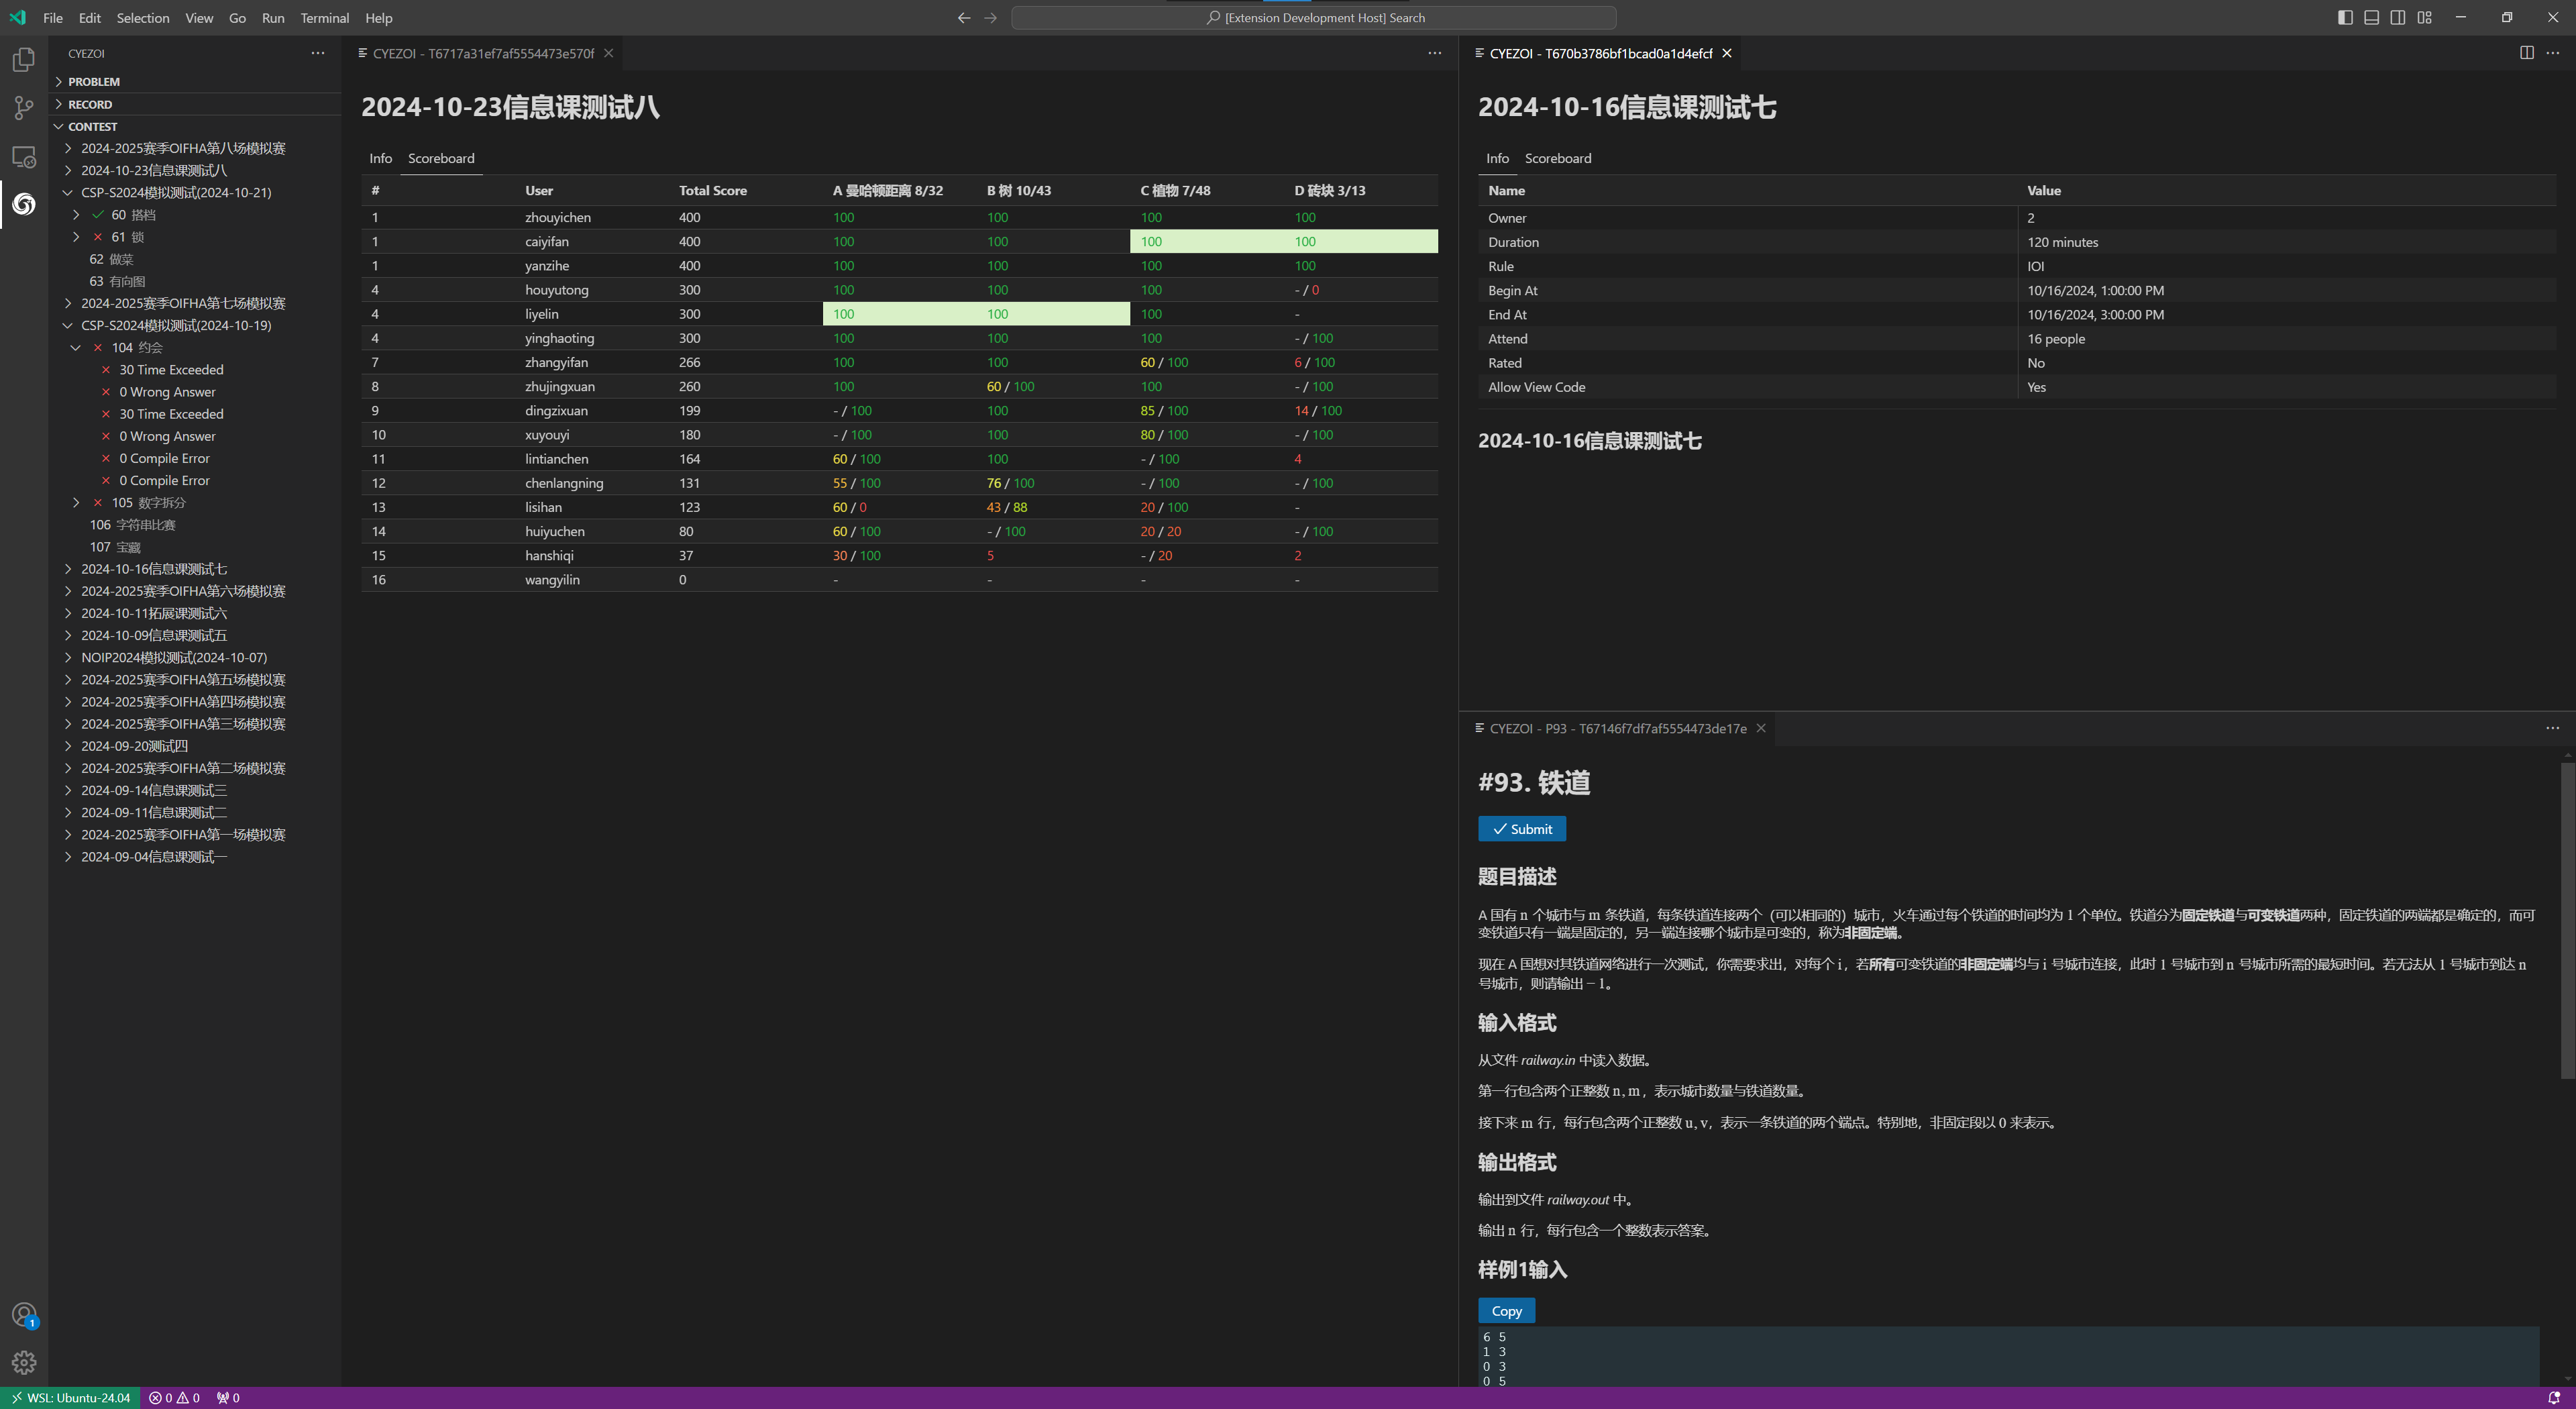 File Edit Selection View Go Run Terminal Help
[Extension Development Host] Search
CYEZOI
PROBLEM
RECORD
CONTEST
2024-2025赛季OIFHA第八场模拟赛
2024-10-23信息课测试八
CSP-S2024模拟测试(2024-10-21)
60 搭档
61 锁
62 做菜
63 有向图
2024-2025赛季OIFHA第七场模拟赛
CSP-S2024模拟测试(2024-10-19)
104 约会
30 Time Exceeded
0 Wrong Answer
30 Time Exceeded
0 Wrong Answer
0 Compile Error
0 Compile Error
105 数字拆分
106 字符串比赛
107 宝藏
2024-10-16信息课测试七
2024-2025赛季OIFHA第六场模拟赛
2024-10-11拓展课测试六
2024-10-09信息课测试五
NOIP2024模拟测试(2024-10-07)
2024-2025赛季OIFHA第五场模拟赛
2024-2025赛季OIFHA第四场模拟赛
2024-2025赛季OIFHA第三场模拟赛
2024-09-20测试四
2024-2025赛季OIFHA第二场模拟赛
2024-09-14信息课测试三
2024-09-11信息课测试二
2024-2025赛季OIFHA第一场模拟赛
2024-09-04信息课测试一
1
CYEZOI - T6717a31ef7af5554473e570f
2024-10-23信息课测试八
Info Scoreboard
# User Total Score A 曼哈顿距离 8/32 B 树 10/43 C 植物 7/48 D 砖块 3/13
1 zhouyichen 400 100 100 100 100
1 caiyifan 400 100 100 100 100
1 yanzihe 400 100 100 100 100
4 houyutong 300 100 100 100 - / 0
4 liyelin 300 100 100 100 -
4 yinghaoting 300 100 100 100 - / 100
7 zhangyifan 266 100 100 60 / 100 6 / 100
8 zhujingxuan 260 100 60 / 100 100 - / 100
9 dingzixuan 199 - / 100 100 85 / 100 14 / 100
10 xuyouyi 180 - / 100 100 80 / 100 - / 100
11 lintianchen 164 60 / 100 100 - / 100 4
12 chenlangning 131 55 / 100 76 / 100 - / 100 - / 100
13 lisihan 123 60 / 0 43 / 88 20 / 100 -
14 huiyuchen 80 60 / 100 - / 100 20 / 20 - / 100
15 hanshiqi 37 30 / 100 5 - / 20 2
16 wangyilin 0 - - - -
CYEZOI - T670b3786bf1bcad0a1d4efcf
2024-10-16信息课测试七
Info Scoreboard
Name Value
Owner 2
Duration 120 minutes
Rule IOI
Begin At 10/16/2024, 1:00:00 PM
End At 10/16/2024, 3:00:00 PM
Attend 16 people
Rated No
Allow View Code Yes
2024-10-16信息课测试七
CYEZOI - P93 - T67146f7df7af5554473de17e
#93. 铁道
Submit
题目描述
A 国有 n 个城市与 m 条铁道，每条铁道连接两个（可以相同的）城市，火车通过每个铁道的时间均为 1 个单位。铁道分为固定铁道与可变铁道两种，固定铁道的两端都是确定的，而可
变铁道只有一端是固定的，另一端连接哪个城市是可变的，称为非固定端。
现在 A 国想对其铁道网络进行一次测试，你需要求出，对每个 i，若所有可变铁道的非固定端均与 i 号城市连接，此时 1 号城市到 n 号城市所需的最短时间。若无法从 1 号城市到达 n
号城市，则请输出 − 1。
输入格式
从文件 railway.in 中读入数据。
第一行包含两个正整数 n, m，表示城市数量与铁道数量。
接下来 m 行，每行包含两个正整数 u, v，表示一条铁道的两个端点。特别地，非固定段以 0 来表示。
输出格式
输出到文件 railway.out 中。
输出 n 行，每行包含一个整数表示答案。
样例1输入
Copy
6 5
1 3
0 3
0 5
WSL: Ubuntu-24.04 0 0 0